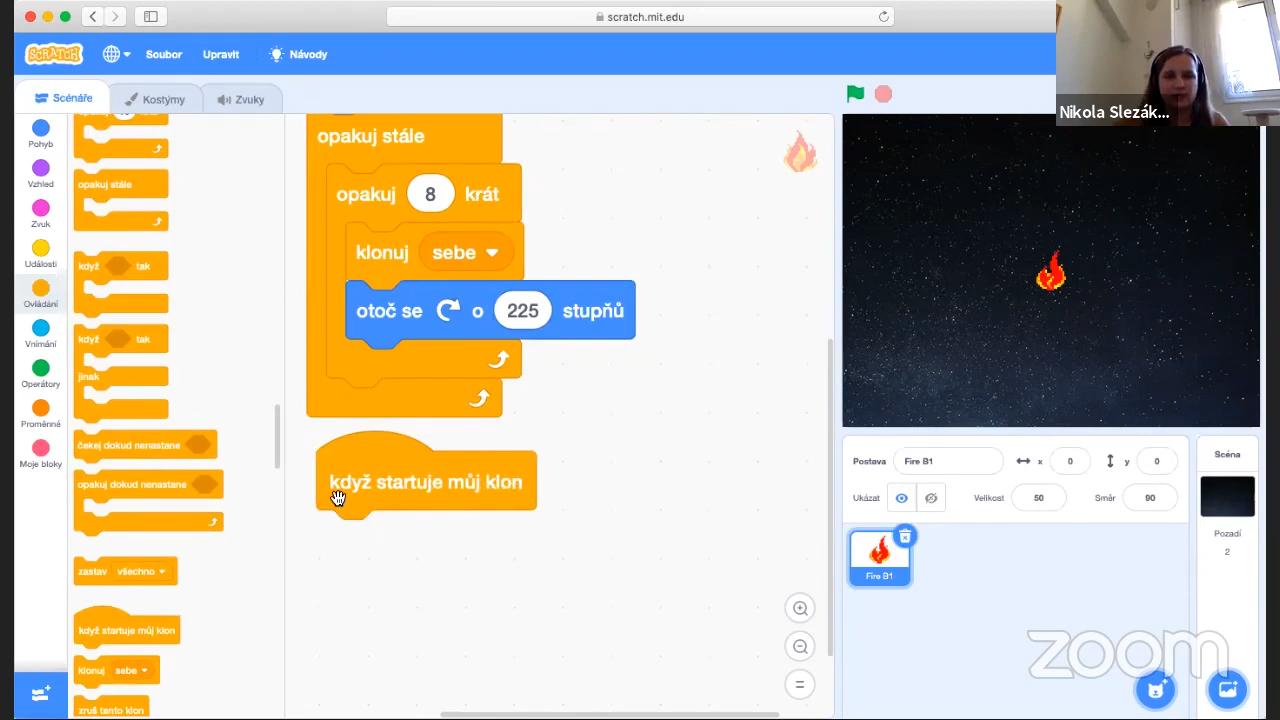 scratch.mit.edu
SCRATCH
Soubor
Upravit
Návody
Nikola Slezák...
Scénáře
Kostýmy
Zvuky
Pohyb
Vzhled
Zvuk
Události
Ovládání
Vnímání
Operátory
Proměnné
Moje bloky
opakuj stále
když
tak
když
tak
jinak
čekej dokud nenastane
opakuj dokud nenastane
zastav
všechno
když startuje můj klon
klonuj
sebe
zruš tento klon
opakuj stále
opakuj 8 krát
klonuj sebe
otoč se o 225 stupňů
když startuje můj klon
Postava
Fire B1
x
0
y
0
Ukázat
Velikost
50
Směr
90
Fire B1
Scéna
Pozadí
2
zoom